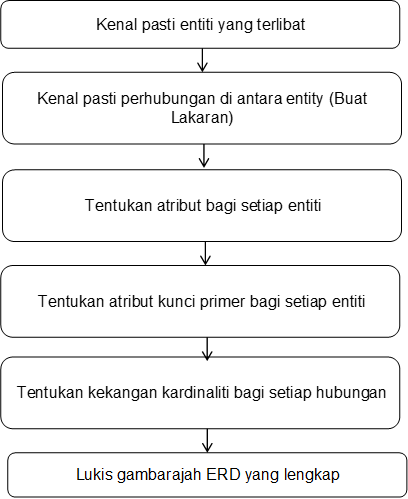 Kenal pasti entiti yang terlibat
Kenal pasti perhubungan di antara entity (Buat
Lakaran)
Tentukan atribut bagi setiap entiti
Tentukan atribut kunci primer bagi setiap entiti
Tentukan kekangan kardinaliti bagi setiap hubungan
Lukis gambarajah ERD yang lengkap